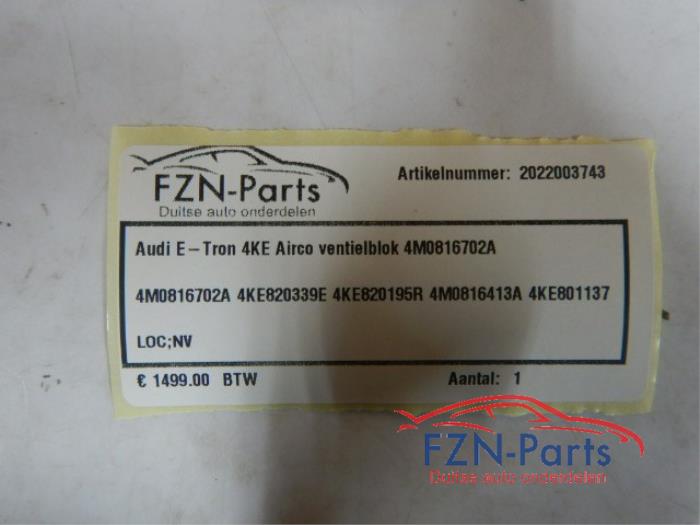 FZN-Parts
Duitse auto onderdelen
Artikelnummer: 2022003743
Audi E-Tron 4KE Airco ventielblok 4M0816702A
4M0816702A 4KE820339E 4KE820195R 4M0816413A 4KE801137
LOC;NV
€ 1499.00 BTW
Aantal: 1
FZN-Parts
Duitse auto onderdelen